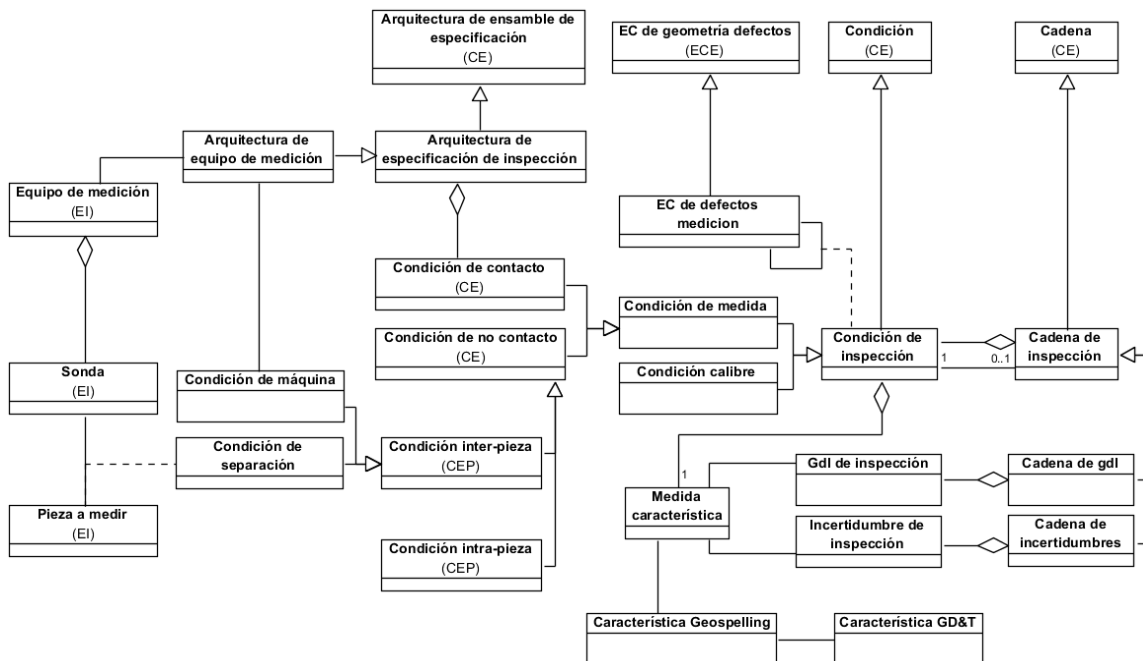 Arquitectura de ensamble de
especificación
(CE)
EC de geometría defectos
(ECE)
Condición
(CE)
Cadena
(CE)
Arquitectura de
equipo de medición
Arquitectura de
especificación de inspección
Equipo de medición
(EI)
EC de defectos
medicion
Condición de contacto
(CE)
Condición de medida
Condición de no contacto
(CE)
Condición de
inspección
1
0..1
Cadena de
inspección
Sonda
(EI)
Condición de máquina
Condición calibre
Condición de
separación
Condición inter-pieza
(CEP)
1
Gdl de inspección
Cadena de gdl
Pieza a medir
(EI)
Medida
característica
Incertidumbre de
inspección
Cadena de
incertidumbres
Condición intra-pieza
(CEP)
Característica Geospelling
Característica GD&T